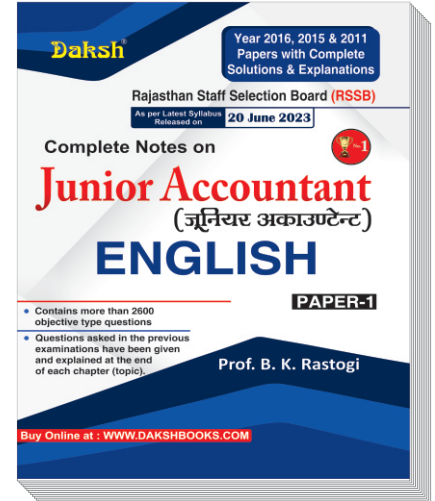 Daksh®
Year 2016, 2015 & 2011
Papers with Complete
Solutions & Explanations
Rajasthan Staff Selection Board (RSSB)
As per Latest Syllabus
Released on
20 June 2023
Complete Notes on
No.1
Junior Accountant
(जूनियर अकाउण्टेन्ट)
ENGLISH
PAPER-1
• Contains more than 2600
objective type questions
• Questions asked in the previous
examinations have been given
and explained at the end
of each chapter (topic).
Prof. B. K. Rastogi
Buy Online at : WWW.DAKSHBOOKS.COM